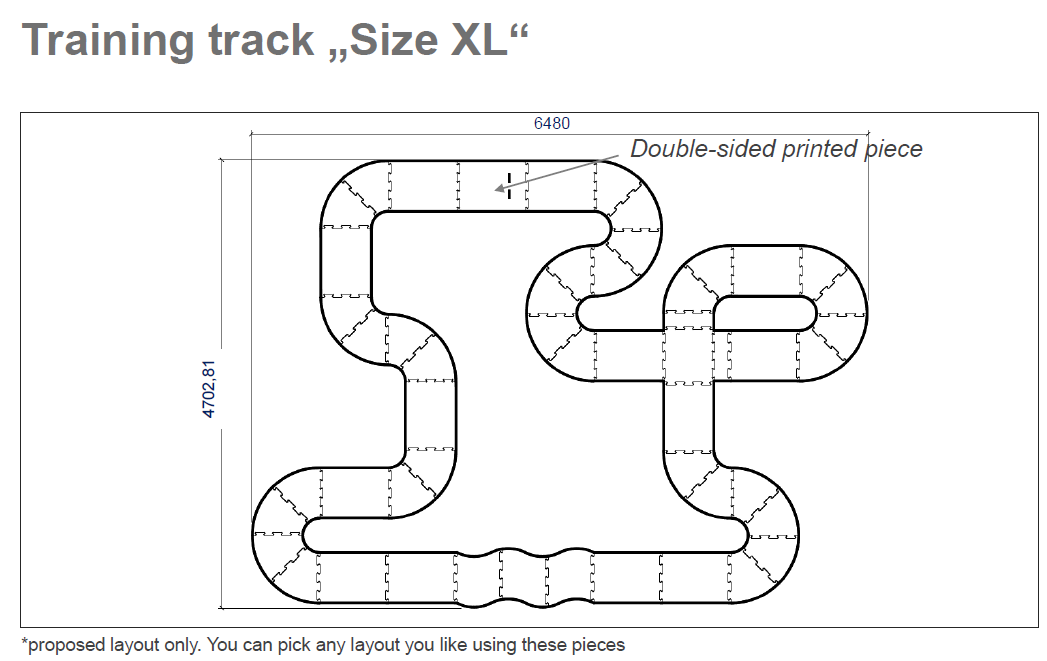 Training track „Size XL“
6480
Double-sided printed piece
4702,81
*proposed layout only. You can pick any layout you like using these pieces